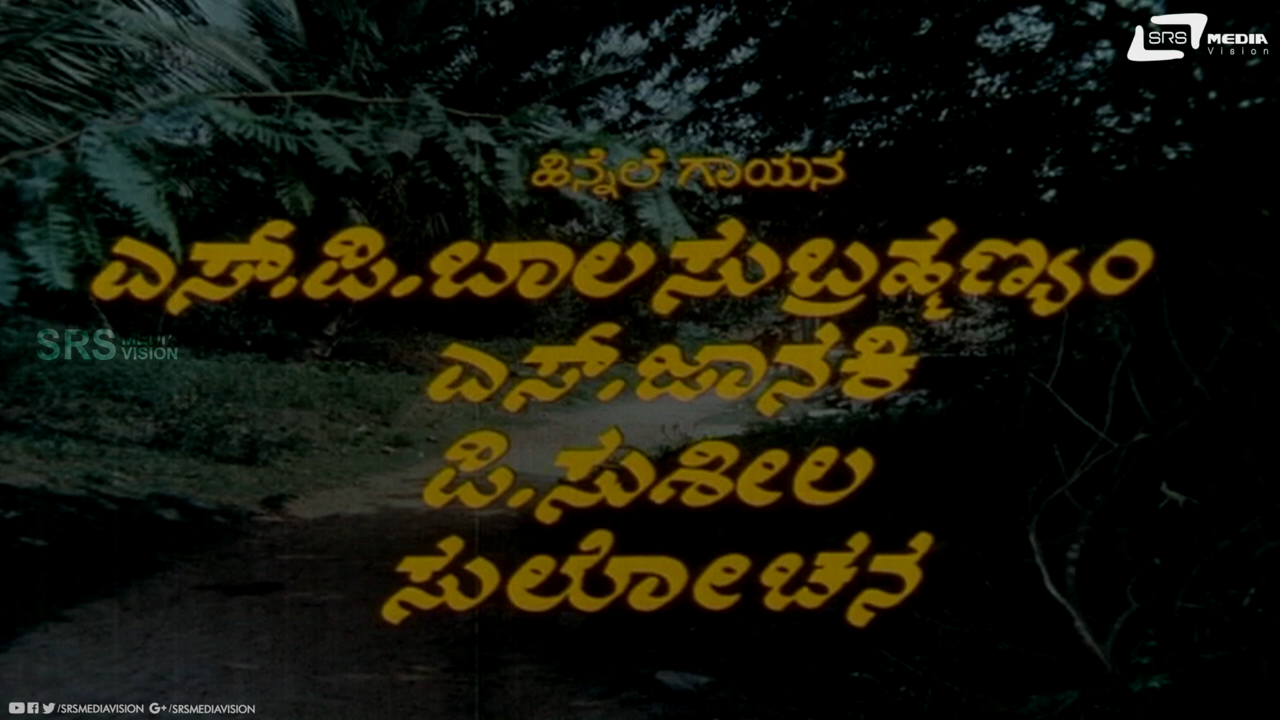 SRS MEDIA
Vision
ಹಿನ್ನೆಲೆ ಗಾಯನ
ಎಸ್.ಪಿ.ಬಾಲಸುಬ್ರಹ್ಮಣ್ಯಂ
SRS MEDIA
VISION
ಎಸ್.ಜಾನಕಿ
ಪಿ.ಸುಶೀಲ
ಸುಲೋಚನ
/SRSMEDIAVISION G+/SRSMEDIAVISION